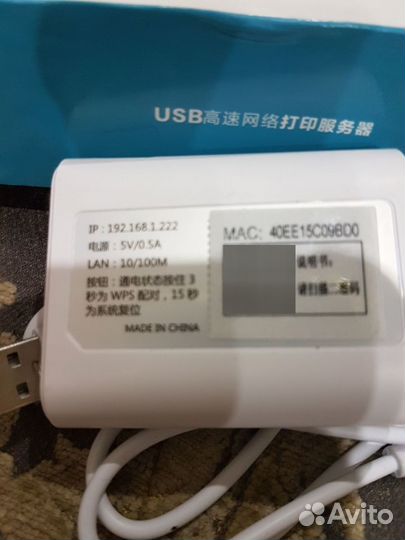 USB高速网络打印服务器
IP : 192.168.1.222
电源 : 5V/0.5A
LAN : 10/100M
按钮 : 通电状态按住 3
秒为 WPS 配对，15 秒
为系统复位
MADE IN CHINA
MAC: 40EE15C09BD0
说明书:
请扫描二维码
Avito